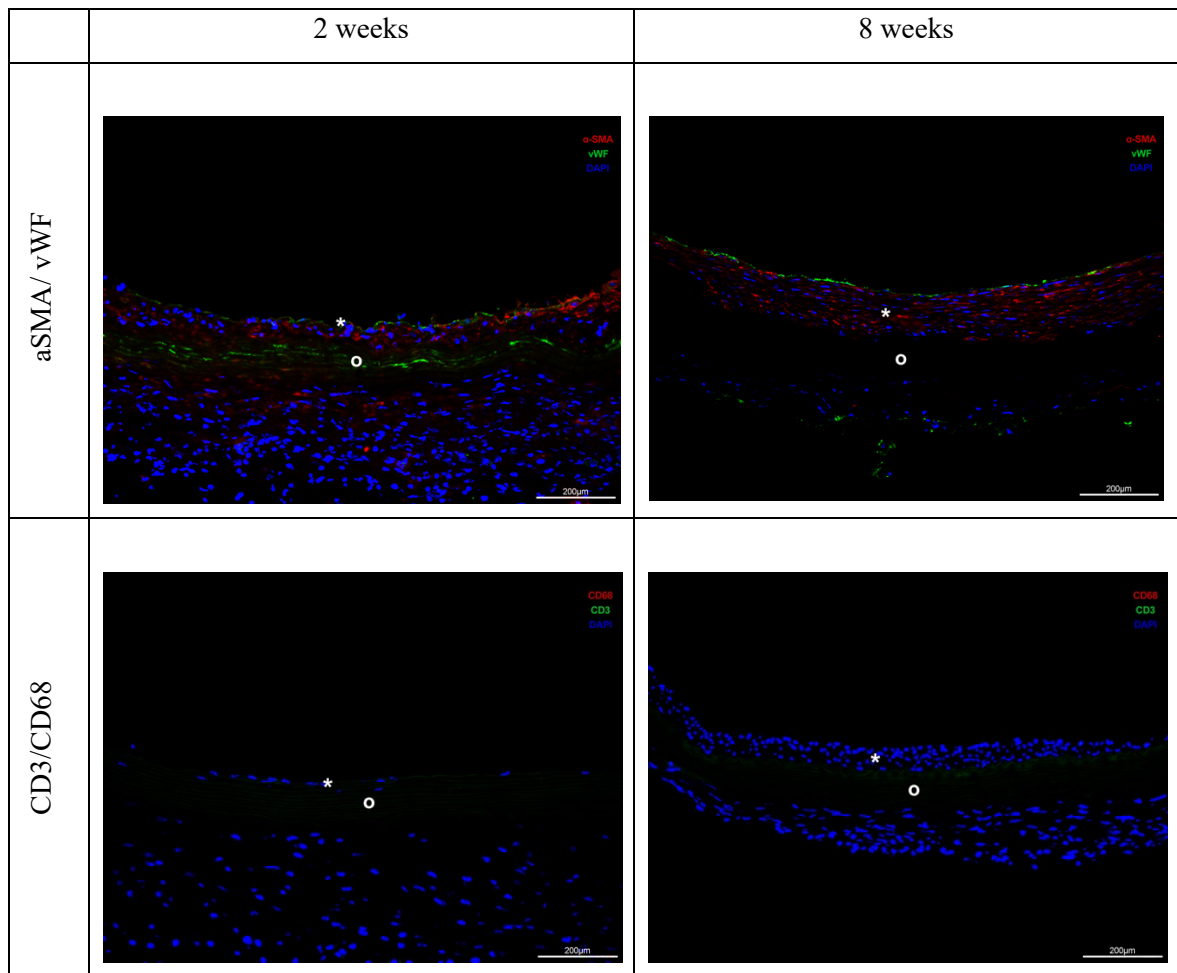 2 weeks
8 weeks
aSMA/ vWF
α-SMA
vWF
DAPI
*
o
200µm
α-SMA
vWF
DAPI
*
o
200µm
CD3/CD68
CD68
CD3
DAPI
*
o
200µm
CD68
CD3
DAPI
*
o
200µm